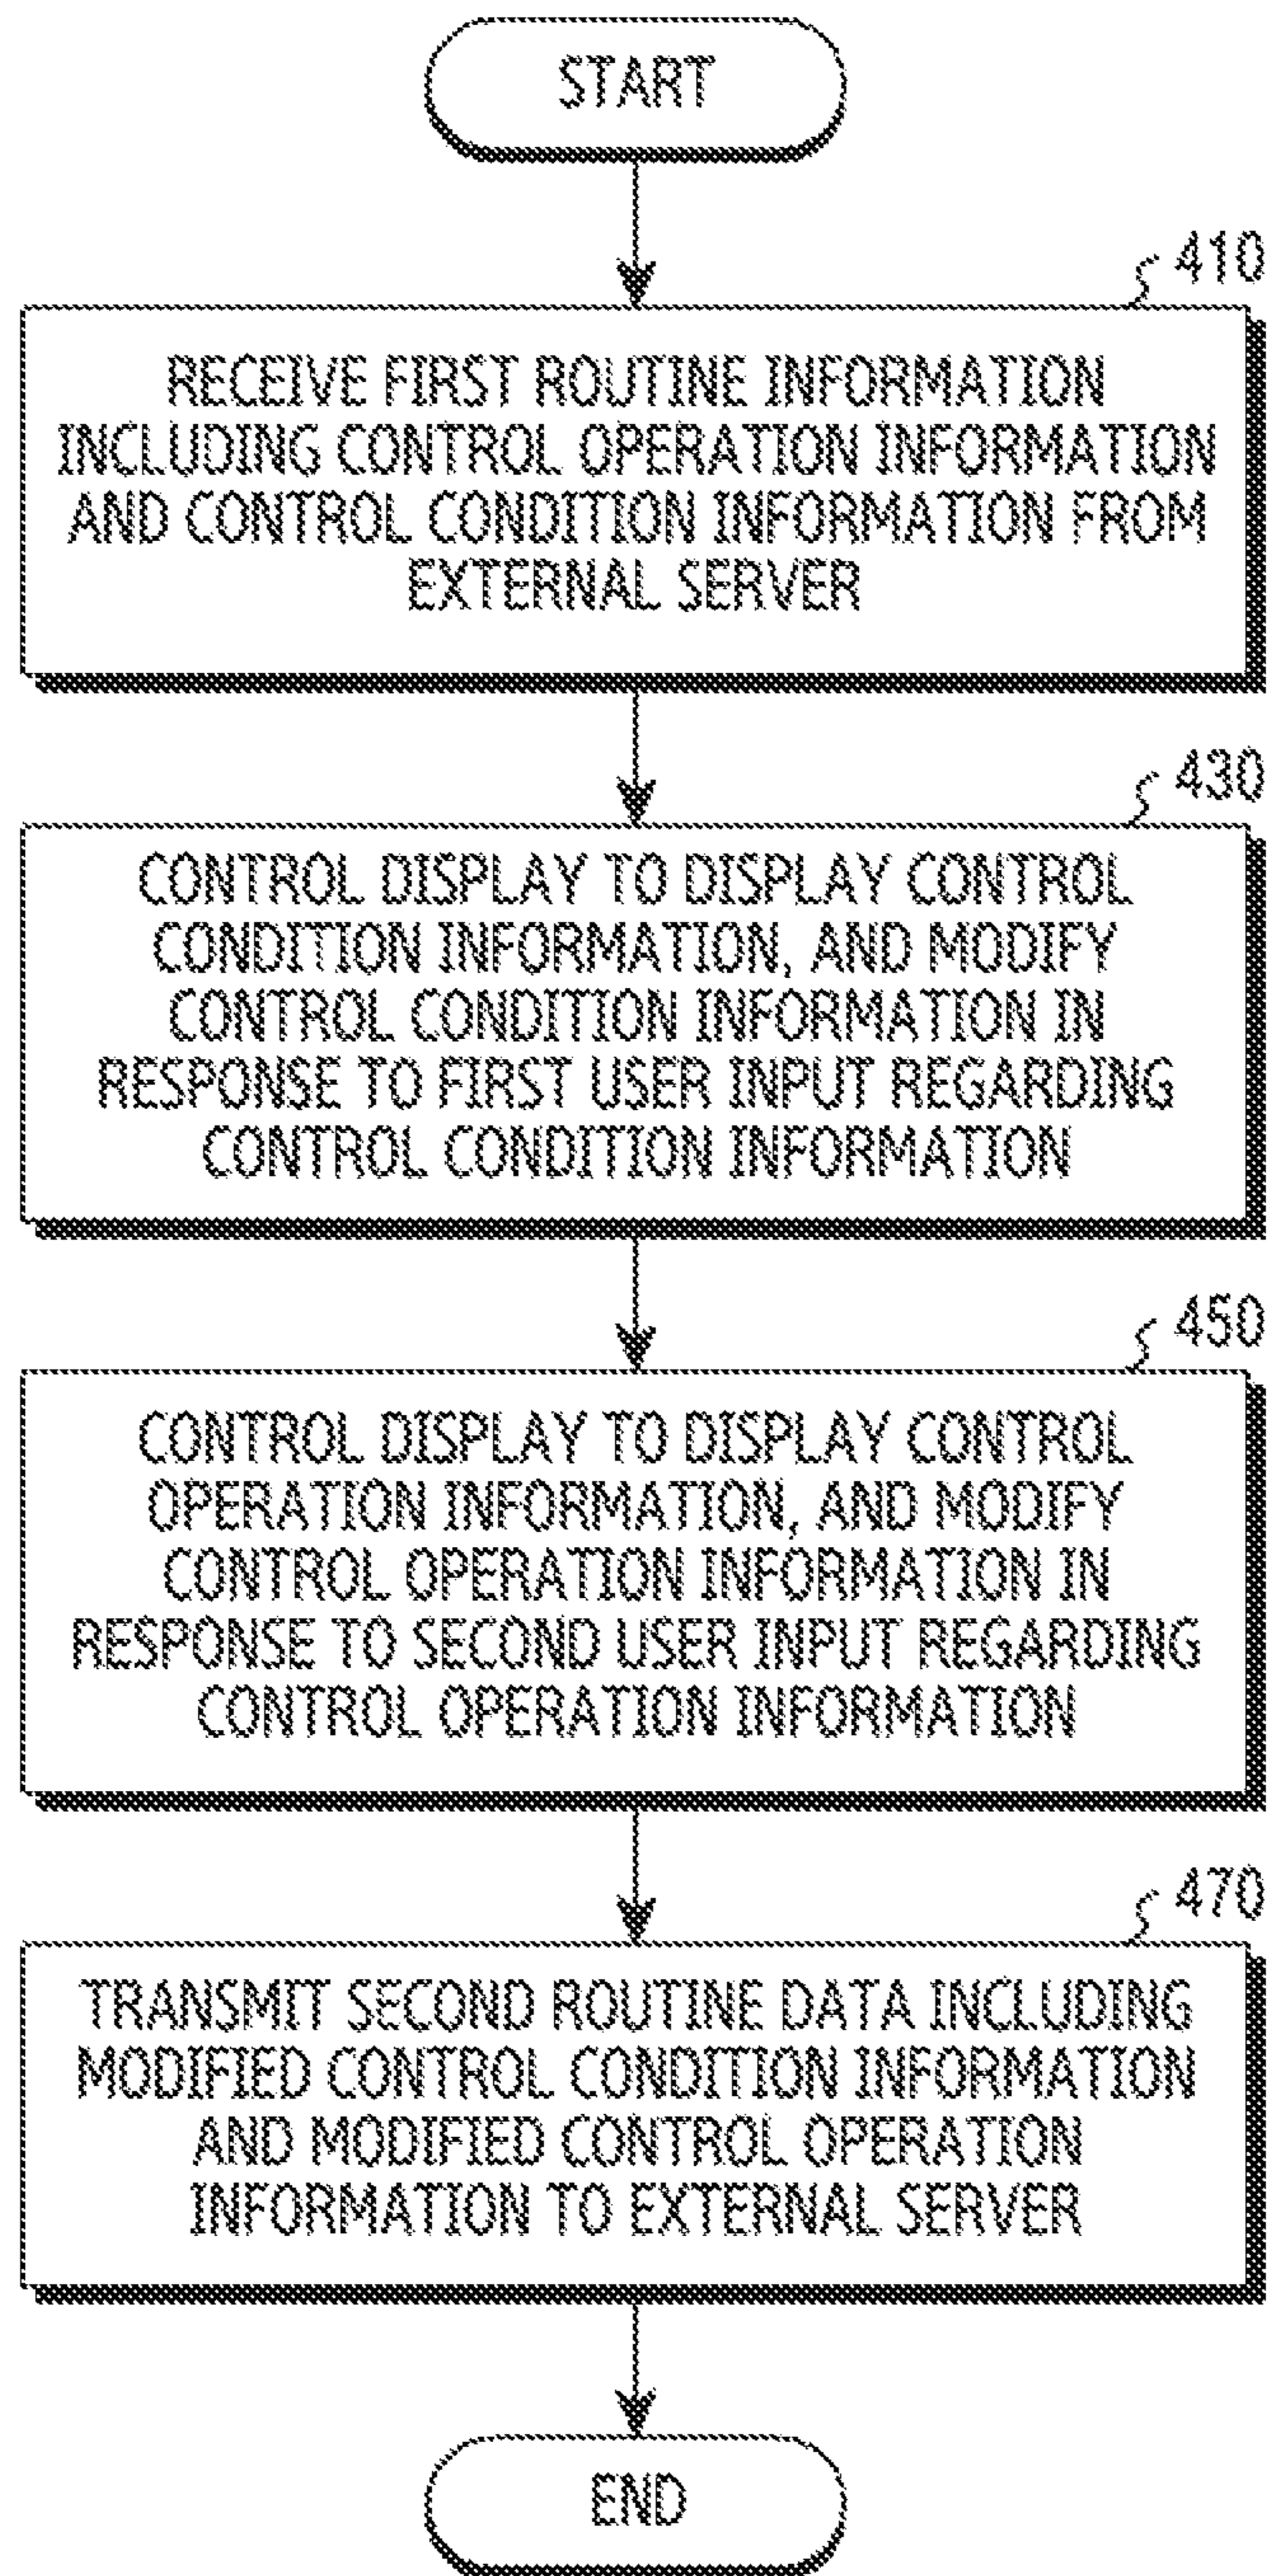 START
410
RECEIVE FIRST ROUTINE INFORMATION
INCLUDING CONTROL OPERATION INFORMATION
AND CONTROL CONDITION INFORMATION FROM
EXTERNAL SERVER
430
CONTROL DISPLAY TO DISPLAY CONTROL
CONDITION INFORMATION, AND MODIFY
CONTROL CONDITION INFORMATION IN
RESPONSE TO FIRST USER INPUT REGARDING
CONTROL CONDITION INFORMATION
450
CONTROL DISPLAY TO DISPLAY CONTROL
OPERATION INFORMATION, AND MODIFY
CONTROL OPERATION INFORMATION IN
RESPONSE TO SECOND USER INPUT REGARDING
CONTROL OPERATION INFORMATION
470
TRANSMIT SECOND ROUTINE DATA INCLUDING
MODIFIED CONTROL CONDITION INFORMATION
AND MODIFIED CONTROL OPERATION
INFORMATION TO EXTERNAL SERVER
END